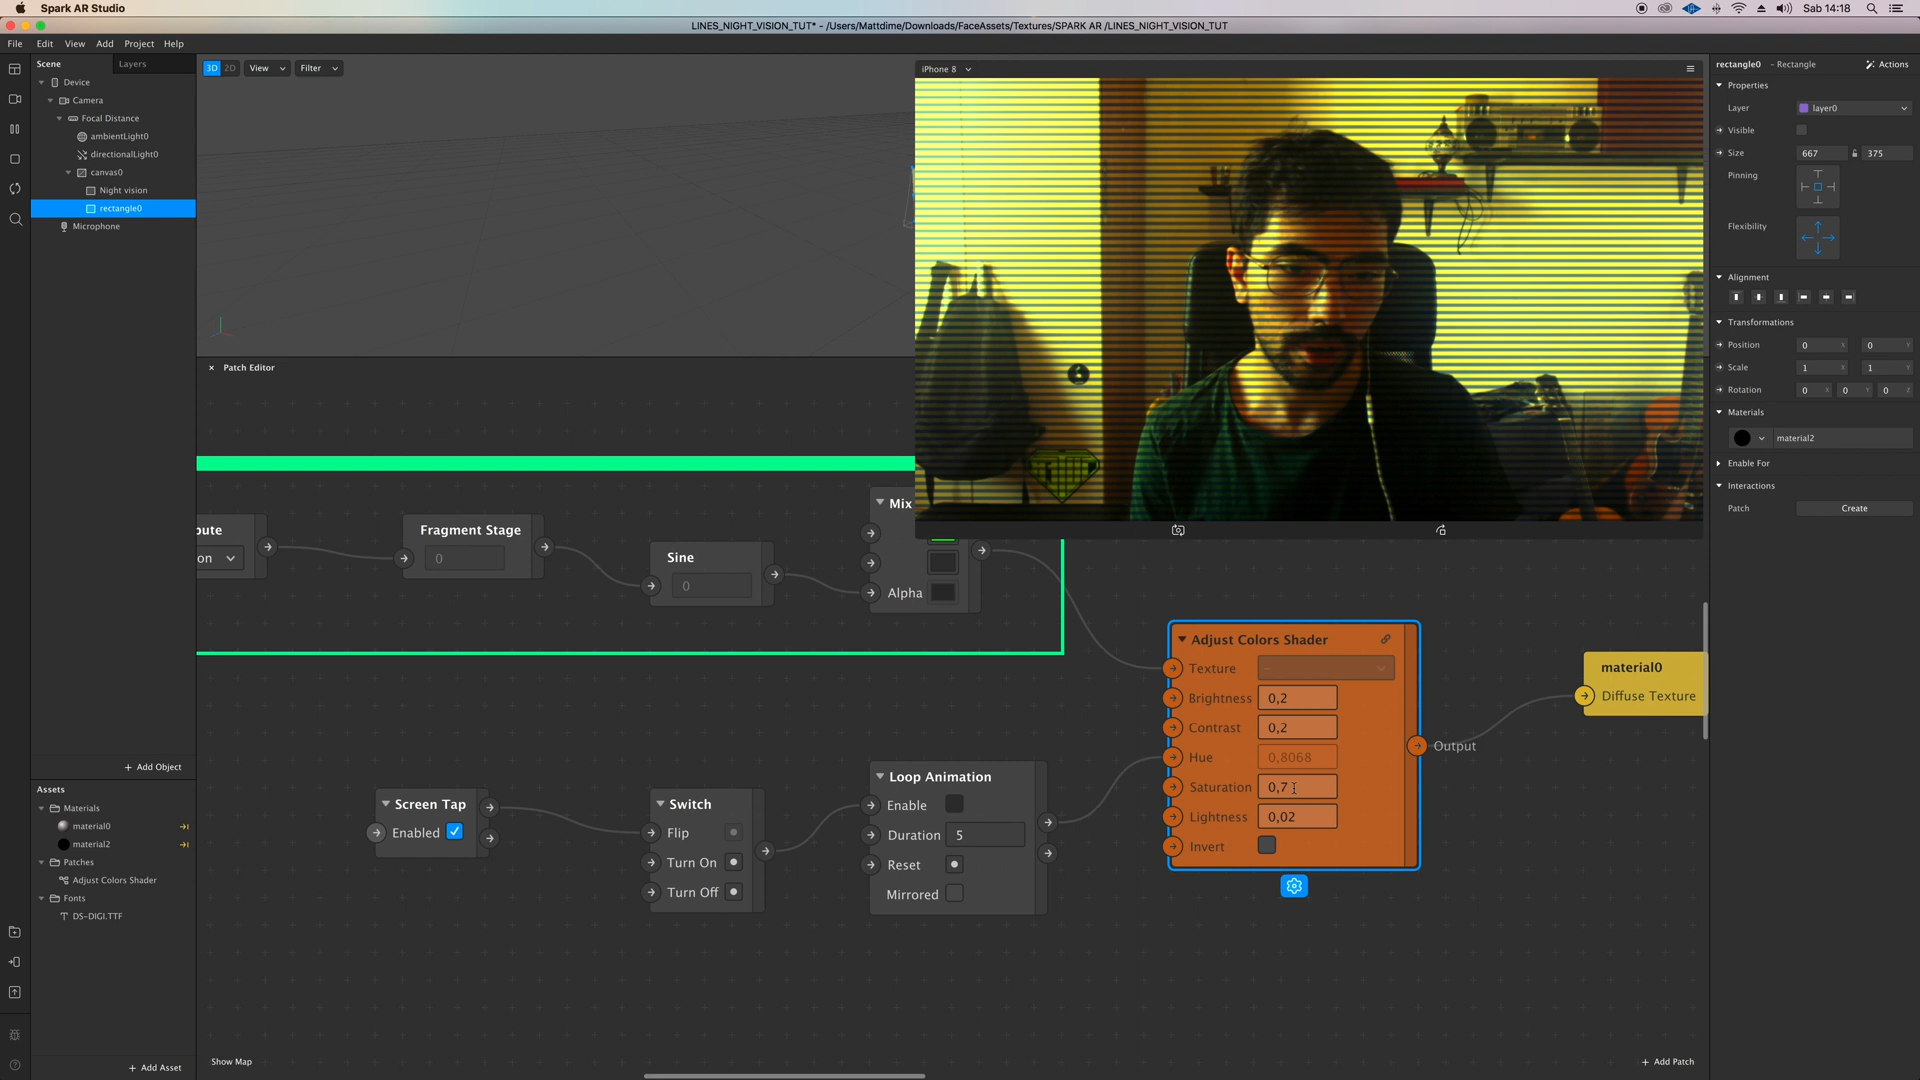 Spark AR Studio
Sab 14:18
LINES_NIGHT_VISION_TUT* - /Users/Mattdime/Downloads/FaceAssets/Textures/SPARK AR /LINES_NIGHT_VISION_TUT
File Edit View Add Project Help
Scene Layers
Device
Camera
Focal Distance
ambientLight0
directionalLight0
canvas0
Night vision
rectangle0
Microphone
+ Add Object
Assets
Materials
material0
material2
Patches
Adjust Colors Shader
Fonts
DS-DIGI.TTF
+ Add Asset
3D 2D View Filter
iPhone 8
× Patch Editor
bute
on
Fragment Stage
0
Sine
0
Mix
Alpha
Screen Tap
Enabled
Switch
Flip
Turn On
Turn Off
Loop Animation
Enable
Duration 5
Reset
Mirrored
Adjust Colors Shader
Texture -
Brightness 0,2
Contrast 0,2
Hue 0,8068
Saturation 0,7
Lightness 0,02
Invert
Output
material0
Diffuse Texture
Show Map
+ Add Patch
rectangle0 - Rectangle Actions
Properties
Layer layer0
Visible
Size 667 375
Pinning
Flexibility
Alignment
Transformations
Position 0 X 0 Y
Scale 1 X 1 Y
Rotation 0 X 0 Y 0 Z
Materials
material2
Enable For
Interactions
Patch Create